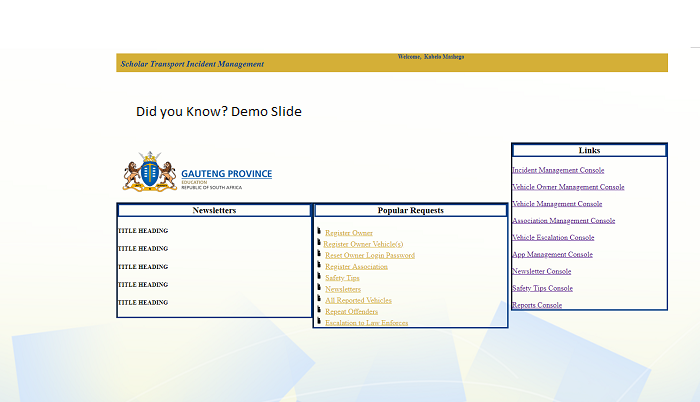 Welcome, Kabelo Mashego
Scholar Transport Incident Management
Did you Know? Demo Slide
GAUTENG PROVINCE
EDUCATION
REPUBLIC OF SOUTH AFRICA
Newsletters
TITLE HEADING
TITLE HEADING
TITLE HEADING
TITLE HEADING
TITLE HEADING
Popular Requests
Register Owner
Register Owner Vehicle(s)
Reset Owner Login Password
Register Association
Safety Tips
Newsletters
All Reported Vehicles
Repeat Offenders
Escalation to Law Enforces
Links
Incident Management Console
Vehicle Owner Management Console
Vehicle Management Console
Association Management Console
Vehicle Escalation Console
App Management Console
Newsletter Console
Safety Tips Console
Reports Console